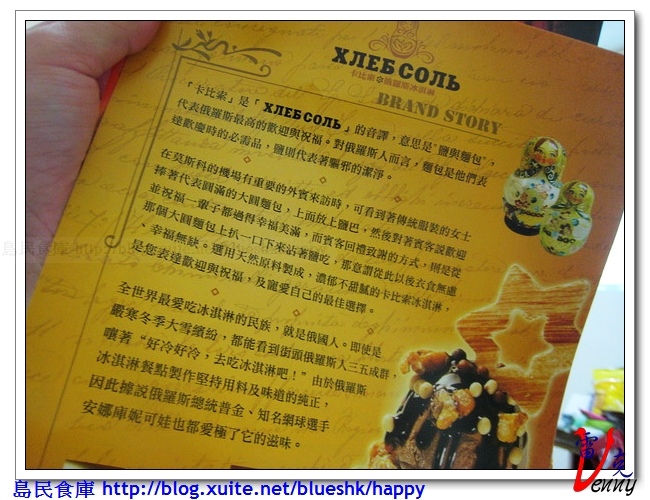 ХЛЕБСОЛЬ
卡比索 俄羅斯冰淇淋
BRAND STORY
「卡比索」是「ХЛЕБСОЛЬ」的音譯，意思是"鹽與麵包"，
代表俄羅斯最高的歡迎與祝福。對俄羅斯人而言，麵包是他們表
達歡慶時的必需品，鹽則代表著驅邪的潔淨。
在莫斯科的機場有重要的外賓來訪時，可看到著傳統服裝的女士
捧著代表圓滿的大圓麵包，上面放上鹽巴，然後對著賓客說歡迎
並祝福一輩子都過得幸福美滿，而賓客回禮致謝的方式，則是從
那個大圓麵包上扒一口下來沾著鹽吃，那意謂從此以後衣食無慮
、幸福無缺。選用天然原料製成，濃郁不甜膩的卡比索冰淇淋，
是您表達歡迎與祝福，及寵愛自己的最佳選擇。
全世界最愛吃冰淇淋的民族，就是俄國人。即使是
嚴寒冬季大雪繽紛，都能看到街頭俄羅斯人三五成群，
嚷著"好冷好冷，去吃冰淇淋吧！"由於俄羅斯
冰淇淋餐點製作堅持用料及味道的純正，
因此據說俄羅斯總統普金、知名網球選手
安娜庫妮可娃也都愛極了它的滋味。
島民食庫 http://blog.xuite.net/blueshk/happy
雷克
Venny